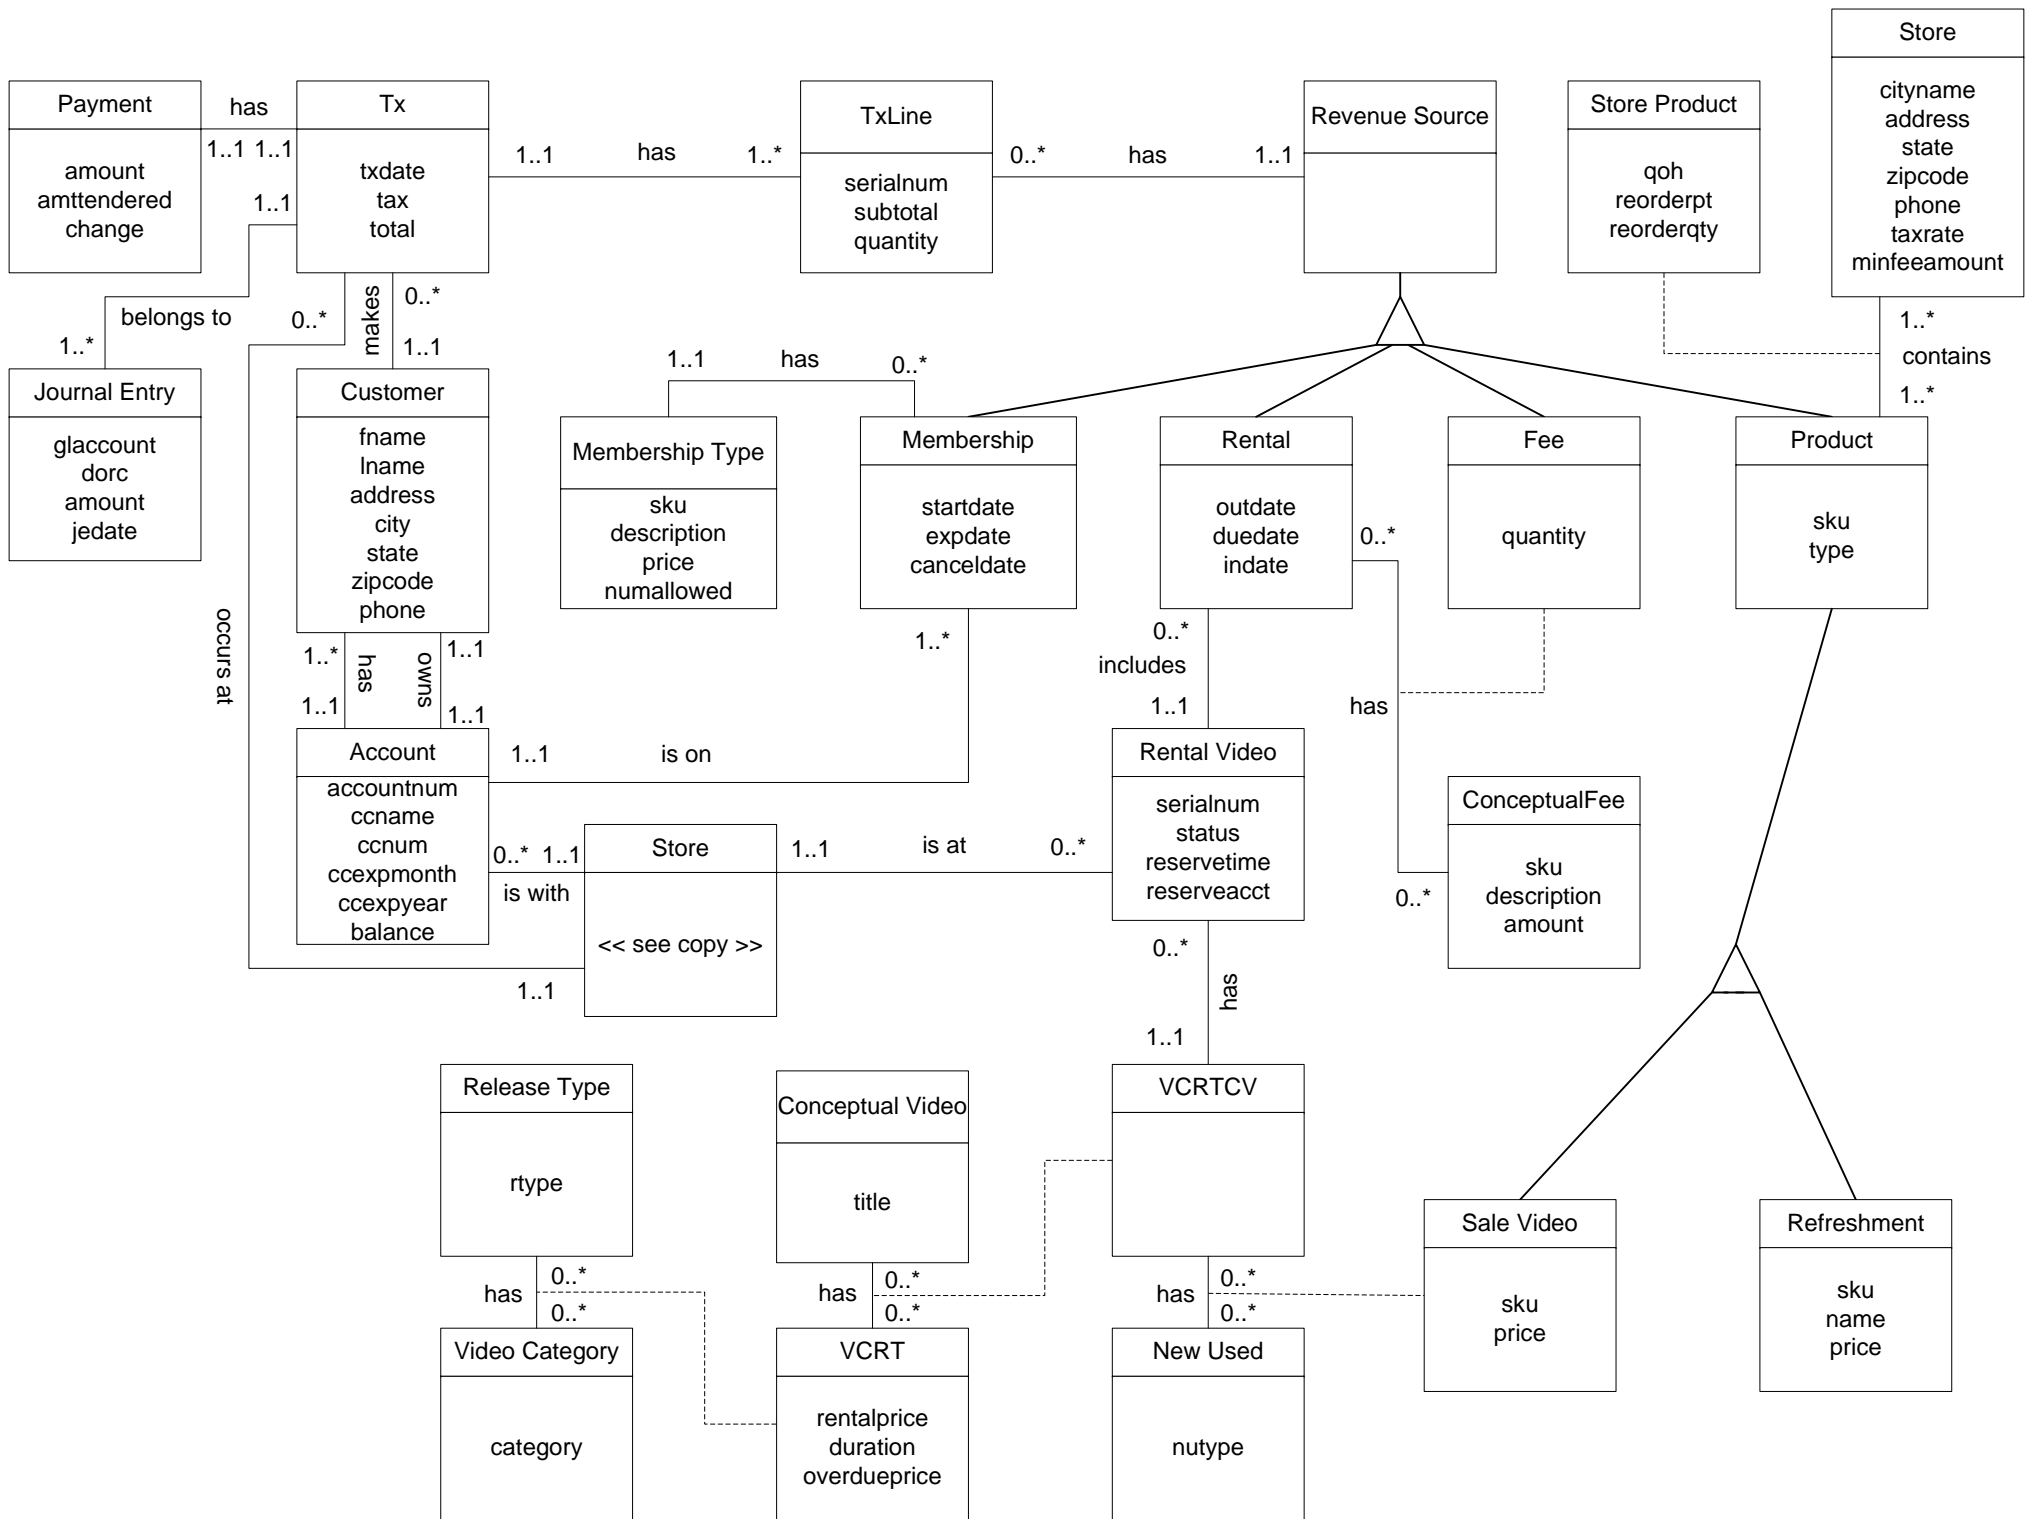 Store
cityname
address
state
zipcode
phone
taxrate
minfeeamount
Payment
amount
amttendered
change
has
1..1 1..1
Tx
txdate
tax
total
1..1
has
1..*
TxLine
serialnum
subtotal
quantity
0..*
has
1..1
Revenue Source
Store Product
qoh
reorderpt
reorderqty
1..*
contains
1..*
1..1
belongs to
1..*
0..*
makes
0..*
1..1
Journal Entry
glaccount
dorc
amount
jedate
Customer
fname
lname
address
city
state
zipcode
phone
1..1
has
0..*
Membership Type
sku
description
price
numallowed
Membership
startdate
expdate
canceldate
Rental
outdate
duedate
indate
Fee
quantity
Product
sku
type
0..*
occurs at
1..*
has
1..1
owns
1..1
1..1
1..*
0..*
includes
1..1
has
0..*
Account
accountnum
ccname
ccnum
ccexpmonth
ccexpyear
balance
1..1
is on
0..* 1..1
is with
1..1
Store
<< see copy >>
1..1
is at
0..*
Rental Video
serialnum
status
reservetime
reserveacct
ConceptualFee
sku
description
amount
0..*
has
1..1
Release Type
rtype
Conceptual Video
title
VCRTCV
0..*
has
0..*
0..*
has
0..*
0..*
has
0..*
Sale Video
sku
price
Refreshment
sku
name
price
Video Category
category
VCRT
rentalprice
duration
overdueprice
New Used
nutype